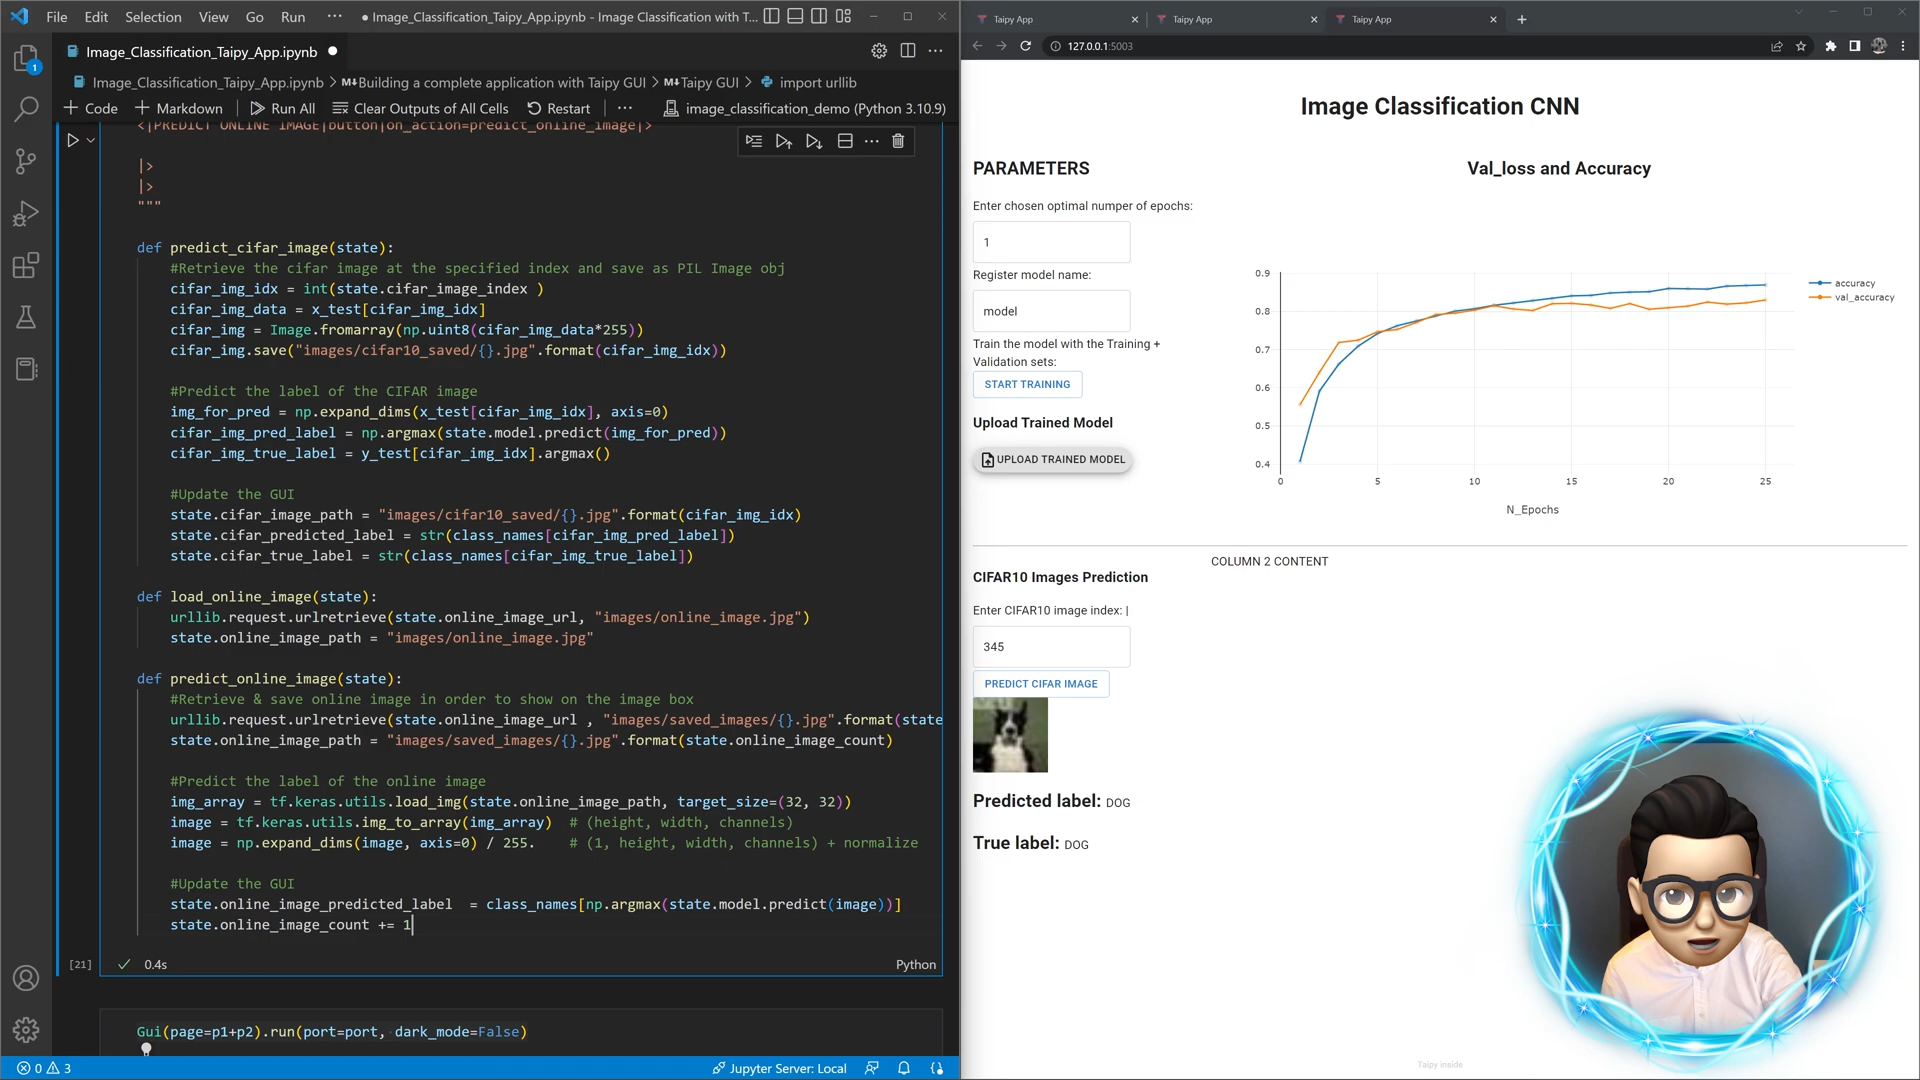 File Edit Selection View Go Run ··· ● Image_Classification_Taipy_App.ipynb - Image Classification with T...
Image_Classification_Taipy_App.ipynb ●
Image_Classification_Taipy_App.ipynb > M↓Building a complete application with Taipy GUI > M↓Taipy GUI > import urllib
+ Code + Markdown Run All Clear Outputs of All Cells Restart ··· image_classification_demo (Python 3.10.9)
1
<|PREDICT ONLINE IMAGE|button|on_action=predict_online_image|>
|>
|>
"""
def predict_cifar_image(state):
#Retrieve the cifar image at the specified index and save as PIL Image obj
cifar_img_idx = int(state.cifar_image_index )
cifar_img_data = x_test[cifar_img_idx]
cifar_img = Image.fromarray(np.uint8(cifar_img_data*255))
cifar_img.save("images/cifar10_saved/{}.jpg".format(cifar_img_idx))
#Predict the label of the CIFAR image
img_for_pred = np.expand_dims(x_test[cifar_img_idx], axis=0)
cifar_img_pred_label = np.argmax(state.model.predict(img_for_pred))
cifar_img_true_label = y_test[cifar_img_idx].argmax()
#Update the GUI
state.cifar_image_path = "images/cifar10_saved/{}.jpg".format(cifar_img_idx)
state.cifar_predicted_label = str(class_names[cifar_img_pred_label])
state.cifar_true_label = str(class_names[cifar_img_true_label])
def load_online_image(state):
urllib.request.urlretrieve(state.online_image_url, "images/online_image.jpg")
state.online_image_path = "images/online_image.jpg"
def predict_online_image(state):
#Retrieve & save online image in order to show on the image box
urllib.request.urlretrieve(state.online_image_url , "images/saved_images/{}.jpg".format(state
state.online_image_path = "images/saved_images/{}.jpg".format(state.online_image_count)
#Predict the label of the online image
img_array = tf.keras.utils.load_img(state.online_image_path, target_size=(32, 32))
image = tf.keras.utils.img_to_array(img_array) # (height, width, channels)
image = np.expand_dims(image, axis=0) / 255. # (1, height, width, channels) + normalize
#Update the GUI
state.online_image_predicted_label = class_names[np.argmax(state.model.predict(image))]
state.online_image_count += 1
[21] ✓ 0.4s Python
Gui(page=p1+p2).run(port=port, dark_mode=False)
0 3 Jupyter Server: Local
Taipy App Taipy App Taipy App
127.0.0.1:5003
Image Classification CNN
PARAMETERS
Enter chosen optimal numper of epochs:
1
Register model name:
model
Train the model with the Training +
Validation sets:
START TRAINING
Upload Trained Model
UPLOAD TRAINED MODEL
Val_loss and Accuracy
0.9
0.8
0.7
0.6
0.5
0.4
0 5 10 15 20 25
N_Epochs
accuracy
val_accuracy
CIFAR10 Images Prediction
Enter CIFAR10 image index: |
345
PREDICT CIFAR IMAGE
Predicted label: DOG
True label: DOG
COLUMN 2 CONTENT
Taipy inside